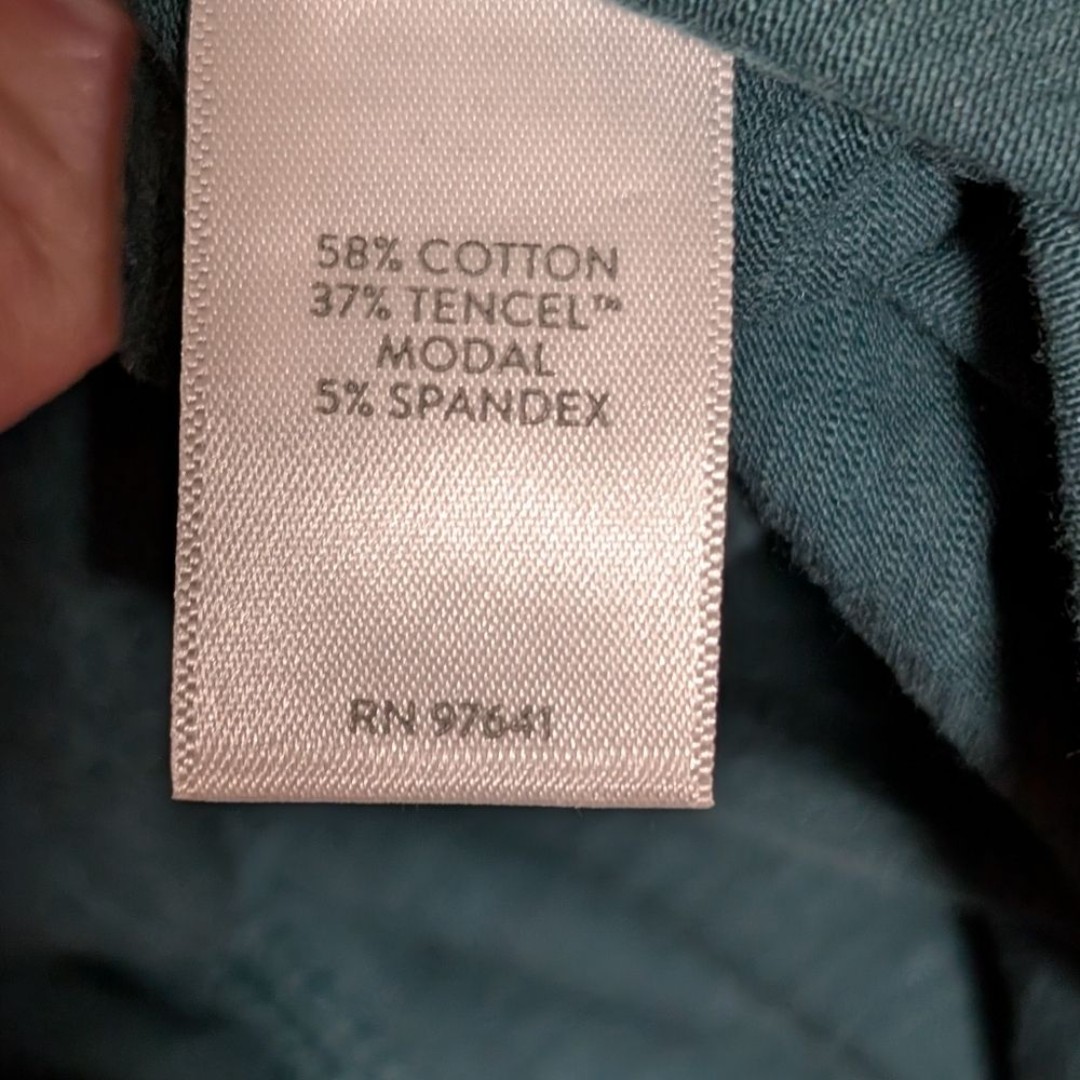 58% COTTON
37% TENCEL™
MODAL
5% SPANDEX
RN 97641